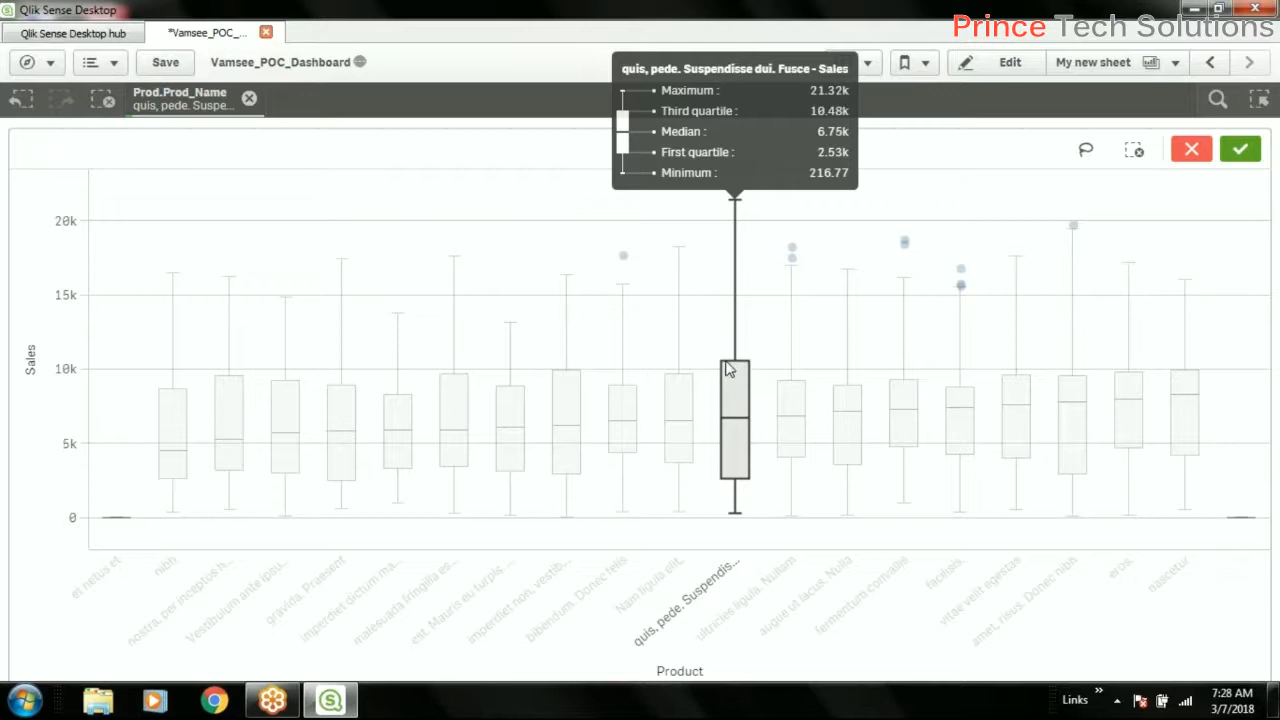 Qlik Sense Desktop
Prince Tech Solutions
Qlik Sense Desktop hub
*Vamsee_POC_...
Save
Vamsee_POC_Dashboard
Edit
My new sheet
Prod.Prod_Name
quis, pede. Suspe...
quis, pede. Suspendisse dui. Fusce - Sales
Maximum : 21.32k
Third quartile : 10.48k
Median : 6.75k
First quartile : 2.53k
Minimum : 216.77
20k
15k
10k
5k
0
Sales
et netus et
nibh
nostra, per inceptos h...
Vestibulum ante ipsu...
gravida. Praesent
imperdiet dictum ma...
malesuada fringilla es...
est. Mauris eu turpis...
imperdiet non, vestib...
bibendum. Donec felis
Nam ligula elit,
quis, pede. Suspendis...
ultricies ligula. Nullam
augue ut lacus. Nulla
fermentum convallis
facilisis.
vitae velit egestas
amet, risus. Donec nibh
eros.
nascetur
Product
Links
7:28 AM
3/7/2018